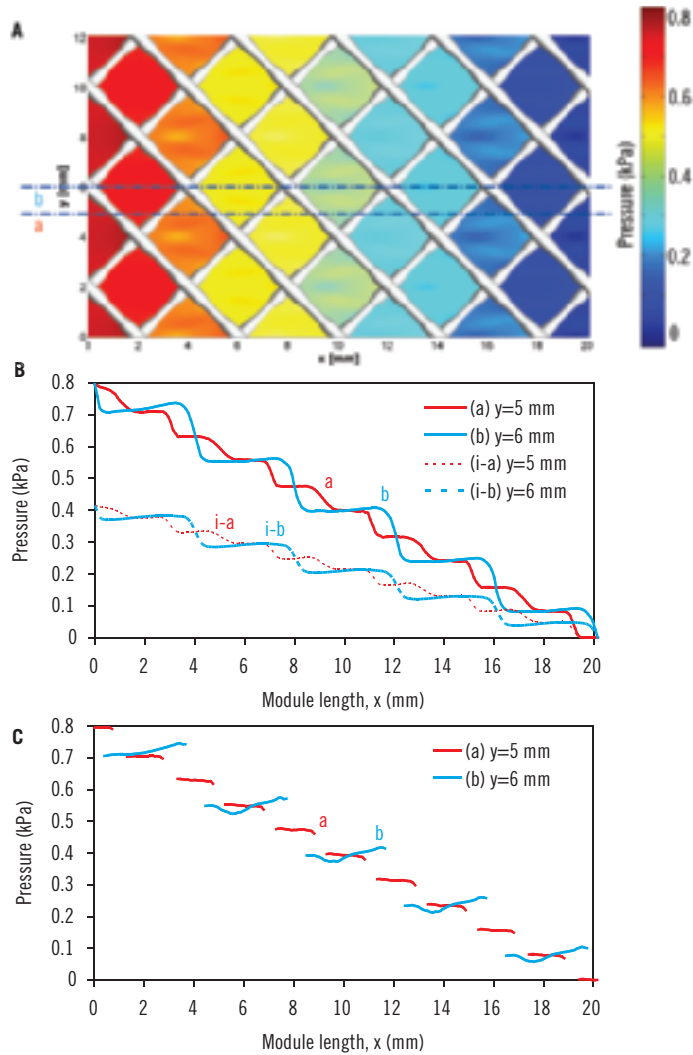 A
12
10
8
6
4
2
0
y [mm]
b
a
2
4
6
8
10
12
14
16
18
20
x [mm]
Pressure (kPa)
0.8
0.6
0.4
0.2
0
B
0.8
0.7
0.6
0.5
0.4
0.3
0.2
0.1
0
Pressure (kPa)
(a) y=5 mm
(b) y=6 mm
(i-a) y=5 mm
(i-b) y=6 mm
a
b
i-a
i-b
0 2 4 6 8 10 12 14 16 18 20
Module length, x (mm)
C
0.8
0.7
0.6
0.5
0.4
0.3
0.2
0.1
0
Pressure (kPa)
(a) y=5 mm
(b) y=6 mm
a
b
0 2 4 6 8 10 12 14 16 18 20
Module length, x (mm)